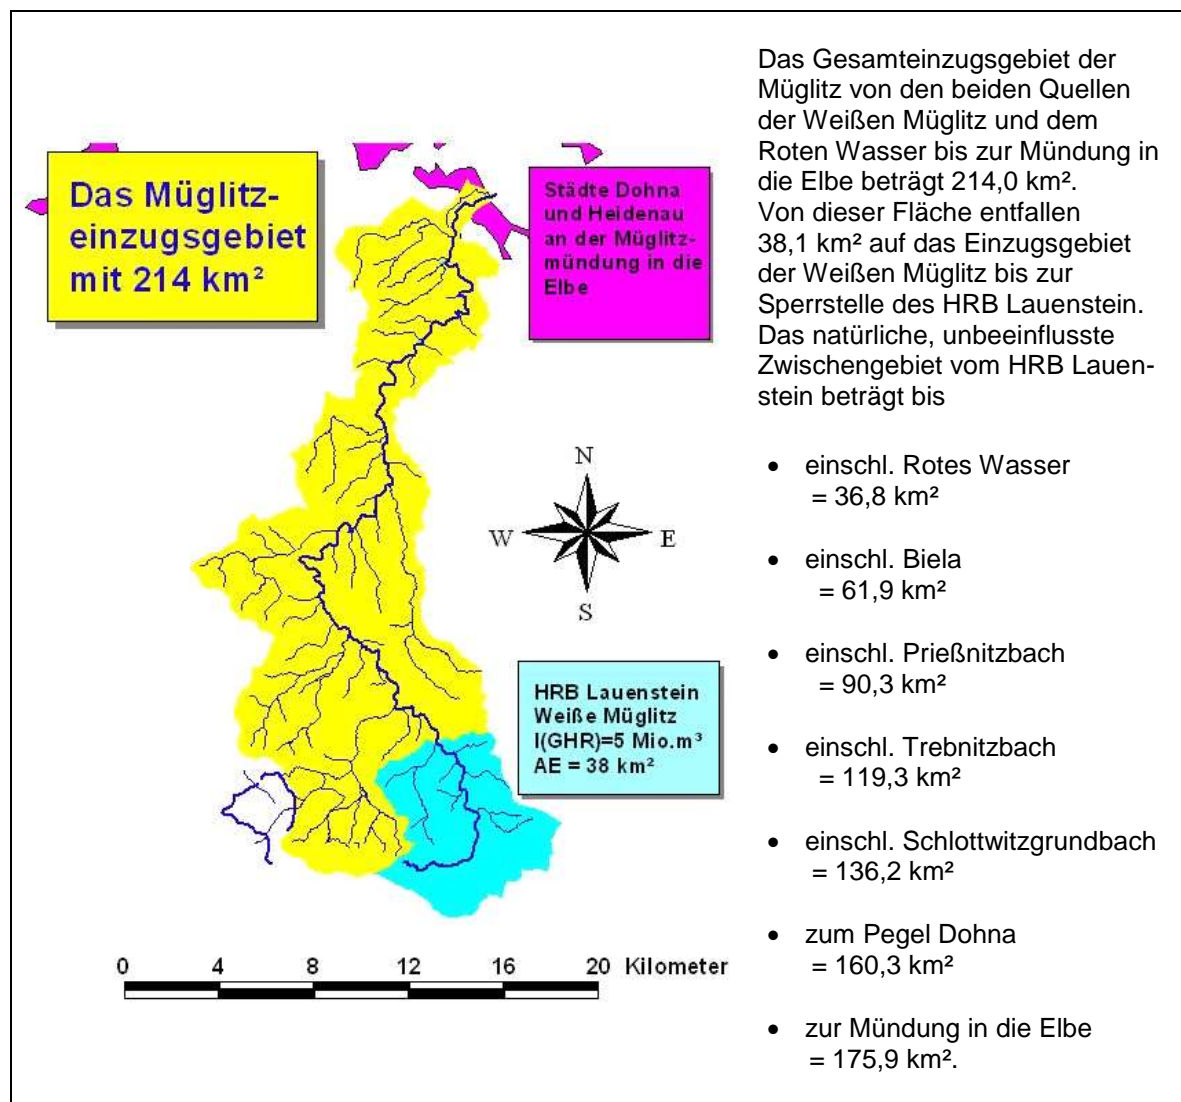 Das Müglitz-
einzugsgebiet
mit 214 km²
Städte Dohna
und Heidenau
an der Müglitz-
mündung in die
Elbe
N
W
E
S
HRB Lauenstein
Weiße Müglitz
I(GHR)=5 Mio.m³
AE = 38 km²
0 4 8 12 16 20 Kilometer
Das Gesamteinzugsgebiet der
Müglitz von den beiden Quellen
der Weißen Müglitz und dem
Roten Wasser bis zur Mündung in
die Elbe beträgt 214,0 km².
Von dieser Fläche entfallen
38,1 km² auf das Einzugsgebiet
der Weißen Müglitz bis zur
Sperrstelle des HRB Lauenstein.
Das natürliche, unbeeinflusste
Zwischengebiet vom HRB Lauen-
stein beträgt bis
• einschl. Rotes Wasser
= 36,8 km²
• einschl. Biela
= 61,9 km²
• einschl. Prießnitzbach
= 90,3 km²
• einschl. Trebnitzbach
= 119,3 km²
• einschl. Schlottwitzgrundbach
= 136,2 km²
• zum Pegel Dohna
= 160,3 km²
• zur Mündung in die Elbe
= 175,9 km².